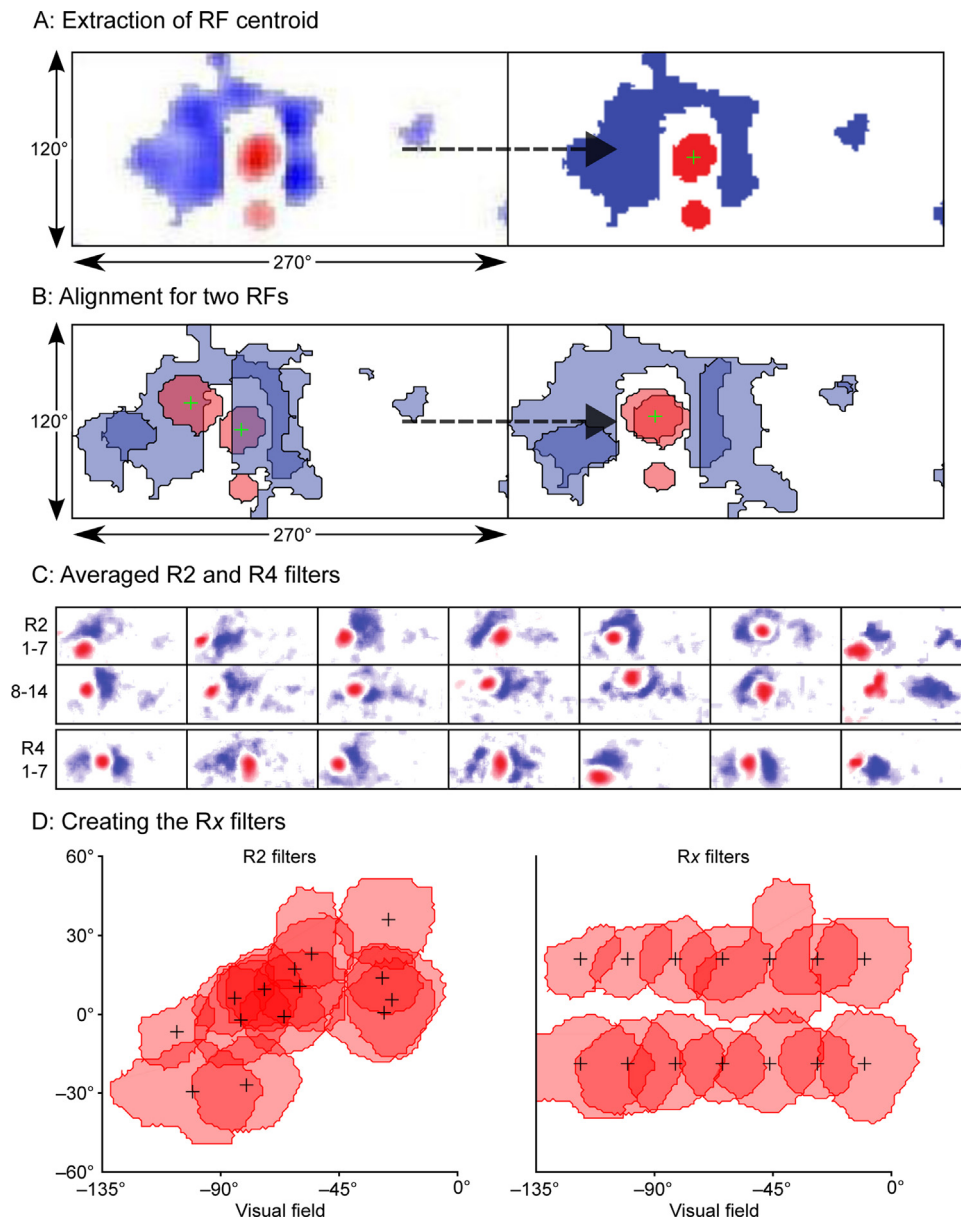 A: Extraction of RF centroid
120°
270°
B: Alignment for two RFs
120°
270°
C: Averaged R2 and R4 filters
R2
1-7
8-14
R4
1-7
D: Creating the Rx filters
R2 filters
Rx filters
60°
30°
0°
–30°
–60°
–135°
–90°
–45°
0°
–135°
–90°
–45°
0°
Visual field
Visual field